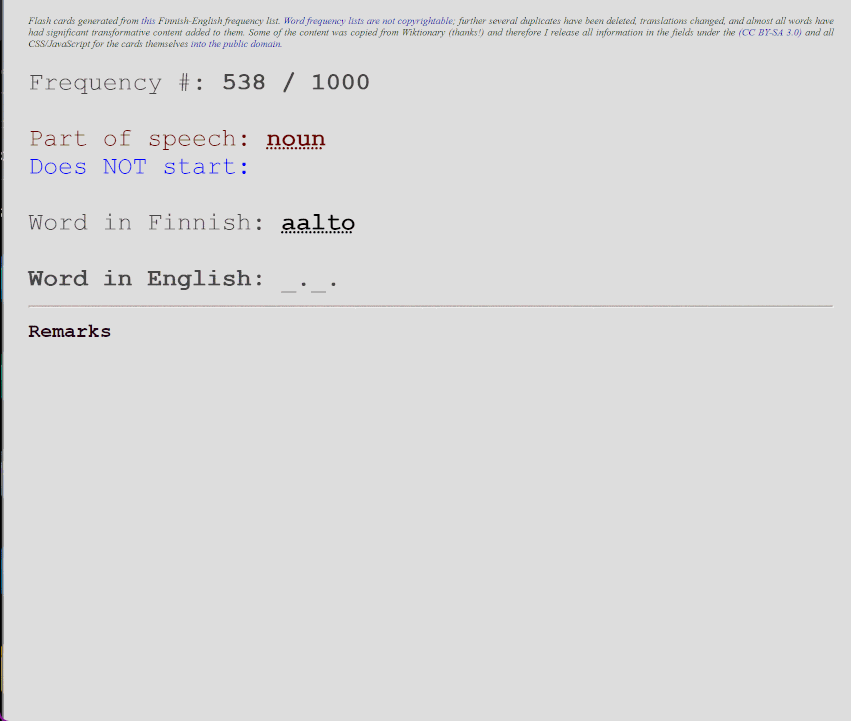 Flash cards generated from this Finnish-English frequency list. Word frequency lists are not copyrightable; further several duplicates have been deleted, translations changed, and almost all words have
had significant transformative content added to them. Some of the content was copied from Wiktionary (thanks!) and therefore I release all information in the fields under the (CC BY-SA 3.0) and all
CSS/JavaScript for the cards themselves into the public domain.
Frequency #: 538 / 1000
Part of speech: noun
Does NOT start:
Word in Finnish: aalto
Word in English: _._.
Remarks